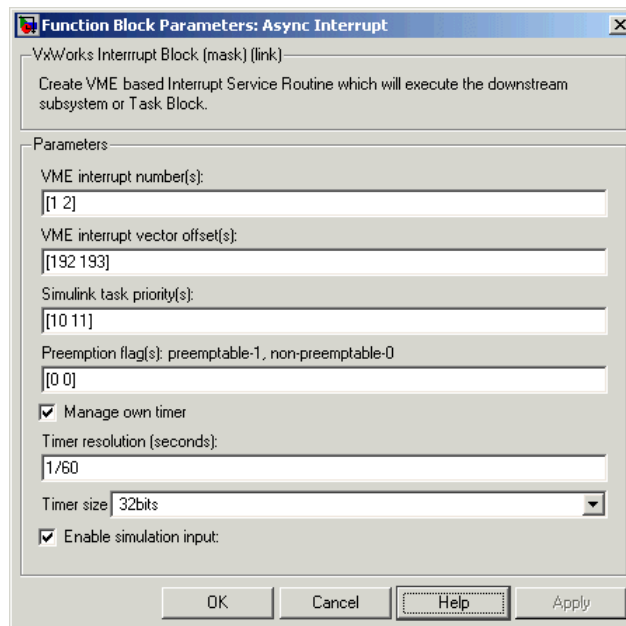 Function Block Parameters: Async Interrupt
VxWorks Interrrupt Block (mask) (link)
Create VME based Interrupt Service Routine which will execute the downstream
subsystem or Task Block.
Parameters
VME interrupt number(s):
[1 2]
VME interrupt vector offset(s):
[192 193]
Simulink task priority(s):
[10 11]
Preemption flag(s): preemptable-1, non-preemptable-0
[0 0]
Manage own timer
Timer resolution (seconds):
1/60
Timer size 32bits
Enable simulation input:
OK Cancel Help Apply